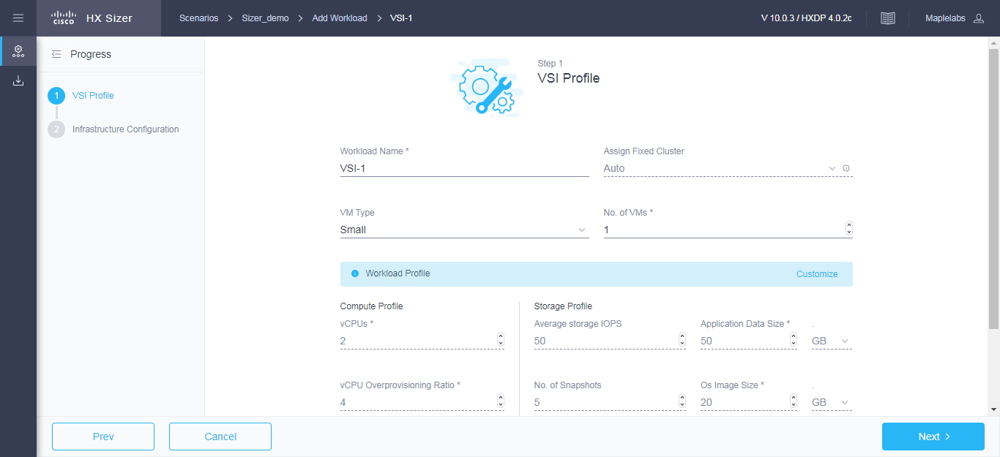 CISCO HX Sizer Scenarios > Sizer_demo > Add Workload > VSI-1 V 10.0.3 / HXDP 4.0.2c Maplelabs
Progress
1 VSI Profile
2 Infrastructure Configuration
Step 1
VSI Profile
Workload Name * Assign Fixed Cluster
VSI-1 Auto
VM Type No. of VMs *
Small 1
Workload Profile Customize
Compute Profile Storage Profile
vCPUs * Average storage IOPS Application Data Size * .
2 50 50 GB
vCPU Overprovisioning Ratio * No. of Snapshots Os Image Size * .
4 5 20 GB
Prev Cancel Next >